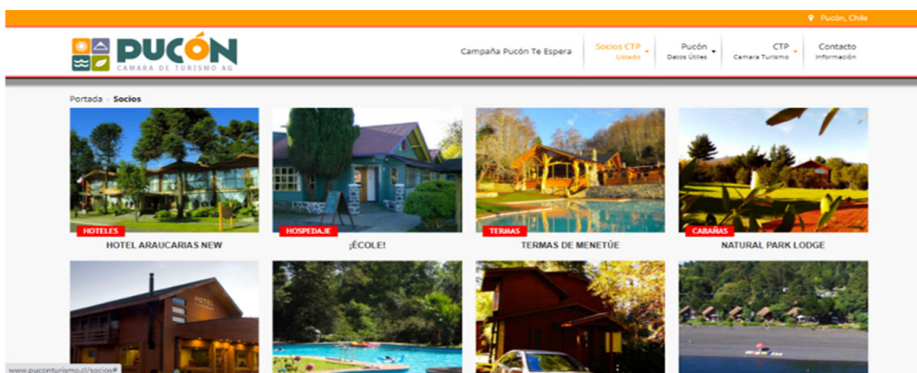 Pucón, Chile
PUCÓN
CAMARA DE TURISMO AG
Campaña Pucón Te Espera
Socios CTP
Listado
Pucón
Datos Útiles
CTP
Camara Turismo
Contacto
Información
Portada » Socios
HOTELES
HOTEL ARAUCARIAS NEW
HOSPEDAJE
¡ÉCOLE!
TERMAS
TERMAS DE MENETÚE
CABAÑAS
NATURAL PARK LODGE
HOTEL
www.puconturismo.cl/socios#